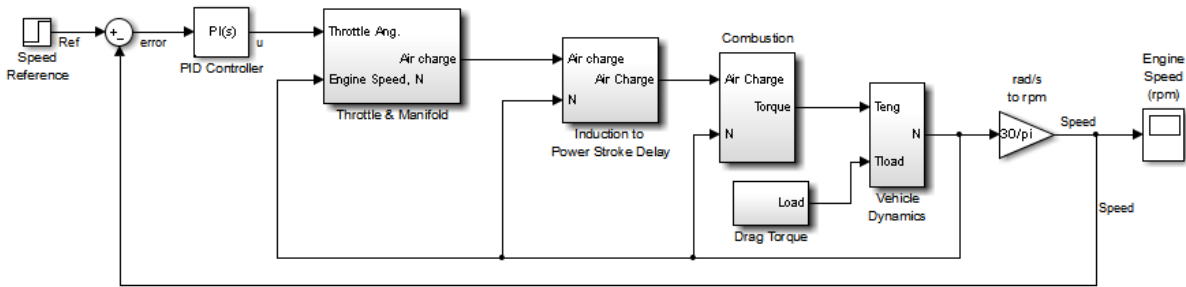 Ref
Speed
Reference
+
-
error
PI(s)
u
PID Controller
Throttle Ang.
Air charge
Engine Speed, N
Throttle & Manifold
Air charge
Air Charge
N
Induction to
Power Stroke Delay
Combustion
Air Charge
Torque
N
Load
Drag Torque
Teng
N
Tload
Vehicle
Dynamics
rad/s
to rpm
30/pi
Speed
Speed
Engine
Speed
(rpm)